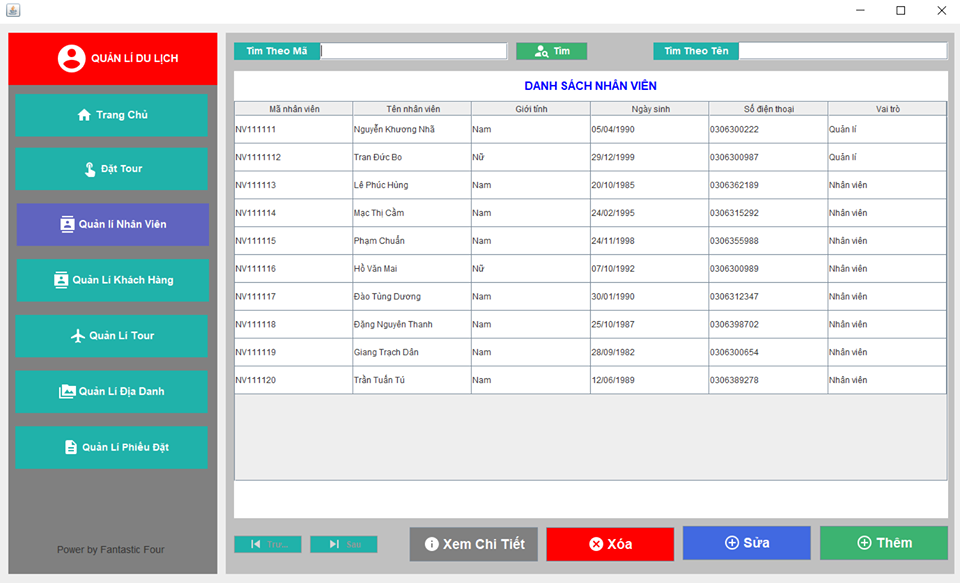 QUẢN LÍ DU LỊCH
Trang Chủ
Đặt Tour
Quản lí Nhân Viên
Quản Lí Khách Hàng
Quản Lí Tour
Quản Lí Địa Danh
Quản Lí Phiếu Đặt
Power by Fantastic Four
Tìm Theo Mã Tìm Tìm Theo Tên
DANH SÁCH NHÂN VIÊN
Mã nhân viên Tên nhân viên Giới tính Ngày sinh Số điện thoại Vai trò
NV111111 Nguyễn Khương Nhã Nam 05/04/1990 0306300222 Quản lí
NV1111112 Tran Đức Bo Nữ 29/12/1999 0306300987 Quản lí
NV111113 Lê Phúc Hùng Nam 20/10/1985 0306362189 Nhân viên
NV111114 Mạc Thị Cầm Nam 24/02/1995 0306315292 Nhân viên
NV111115 Phạm Chuẩn Nam 24/11/1998 0306355988 Nhân viên
NV111116 Hồ Văn Mai Nữ 07/10/1992 0306300989 Nhân viên
NV111117 Đào Tùng Dương Nam 30/01/1990 0306312347 Nhân viên
NV111118 Đặng Nguyên Thanh Nam 25/10/1987 0306398702 Nhân viên
NV111119 Giang Trạch Dân Nam 28/09/1982 0306300654 Nhân viên
NV111120 Trần Tuấn Tú Nam 12/06/1989 0306389278 Nhân viên
Xem Chi Tiết Xóa Sửa Thêm